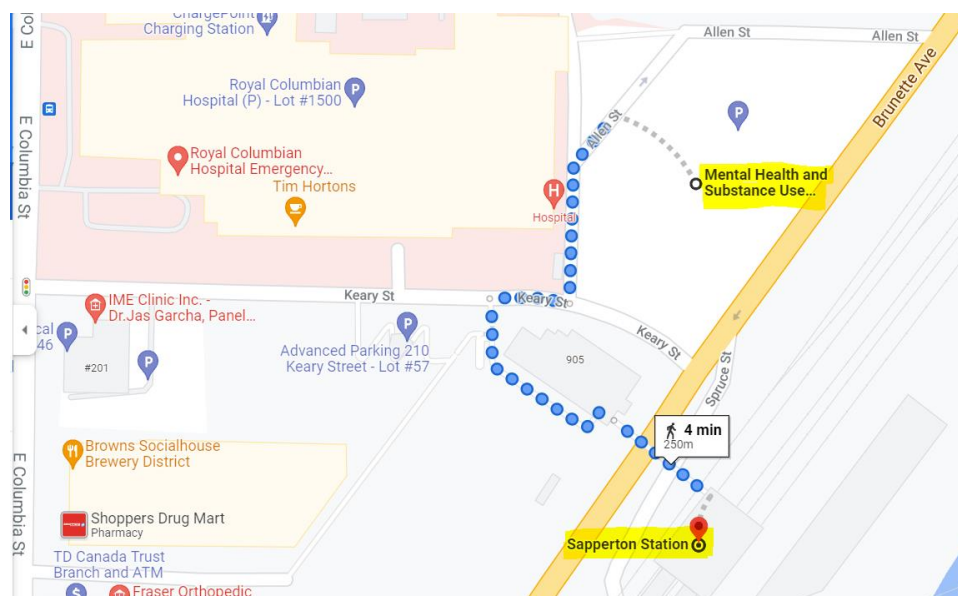 ChargePoint
Charging Station
Allen St
Allen St
E Col
Royal Columbian
Hospital (P) - Lot #1500
P
P
Brunette Ave
E Columbia St
Allen St
Royal Columbian
Hospital Emergency...
Mental Health and
Substance Use...
Tim Hortons
H
Hospital
Keary St
Keary St
IME Clinic Inc. -
Dr.Jas Garcha, Panel...
Keary St
cal
46
P
P
P
#201
Advanced Parking 210
Keary Street - Lot #57
905
Spruce St
4 min
250m
Browns Socialhouse
Brewery District
E Columbia St
Shoppers Drug Mart
Pharmacy
Sapperton Station
TD Canada Trust
Branch and ATM
$
Fraser Orthopedic